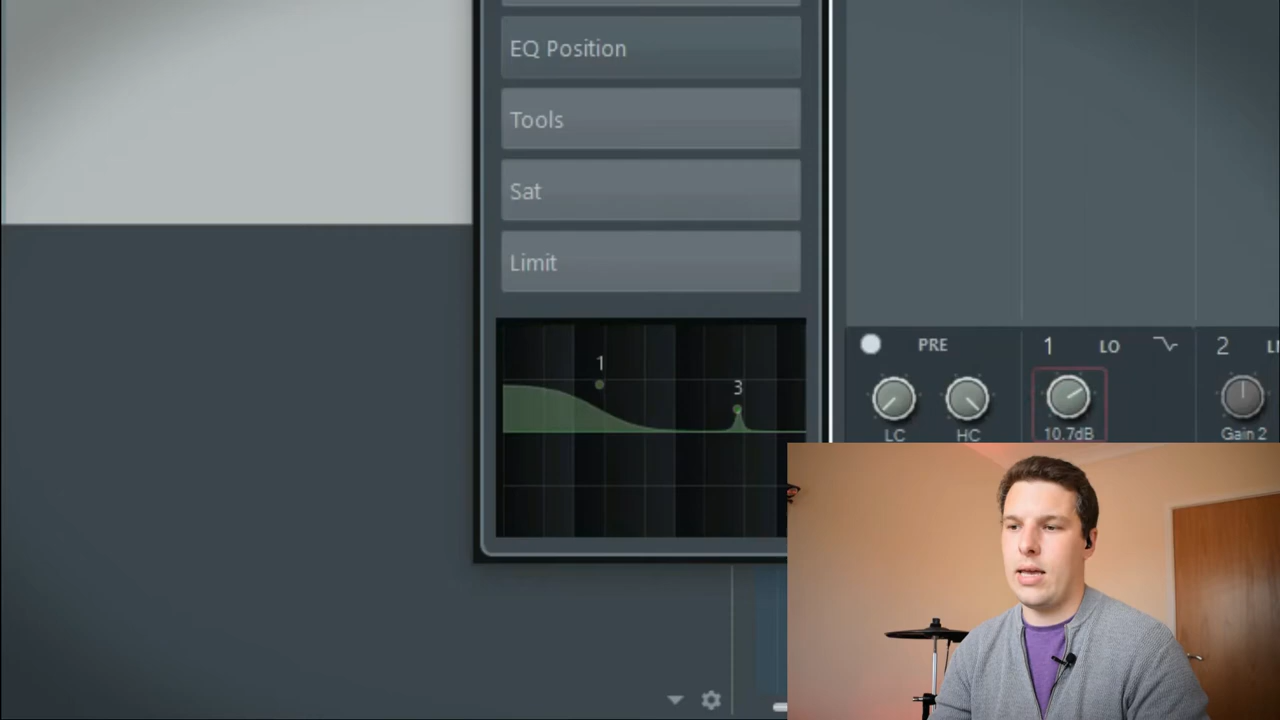 EQ Position
Tools
Sat
Limit
1
3
PRE
1 LO
2
LC
HC
10.7dB
Gain 2